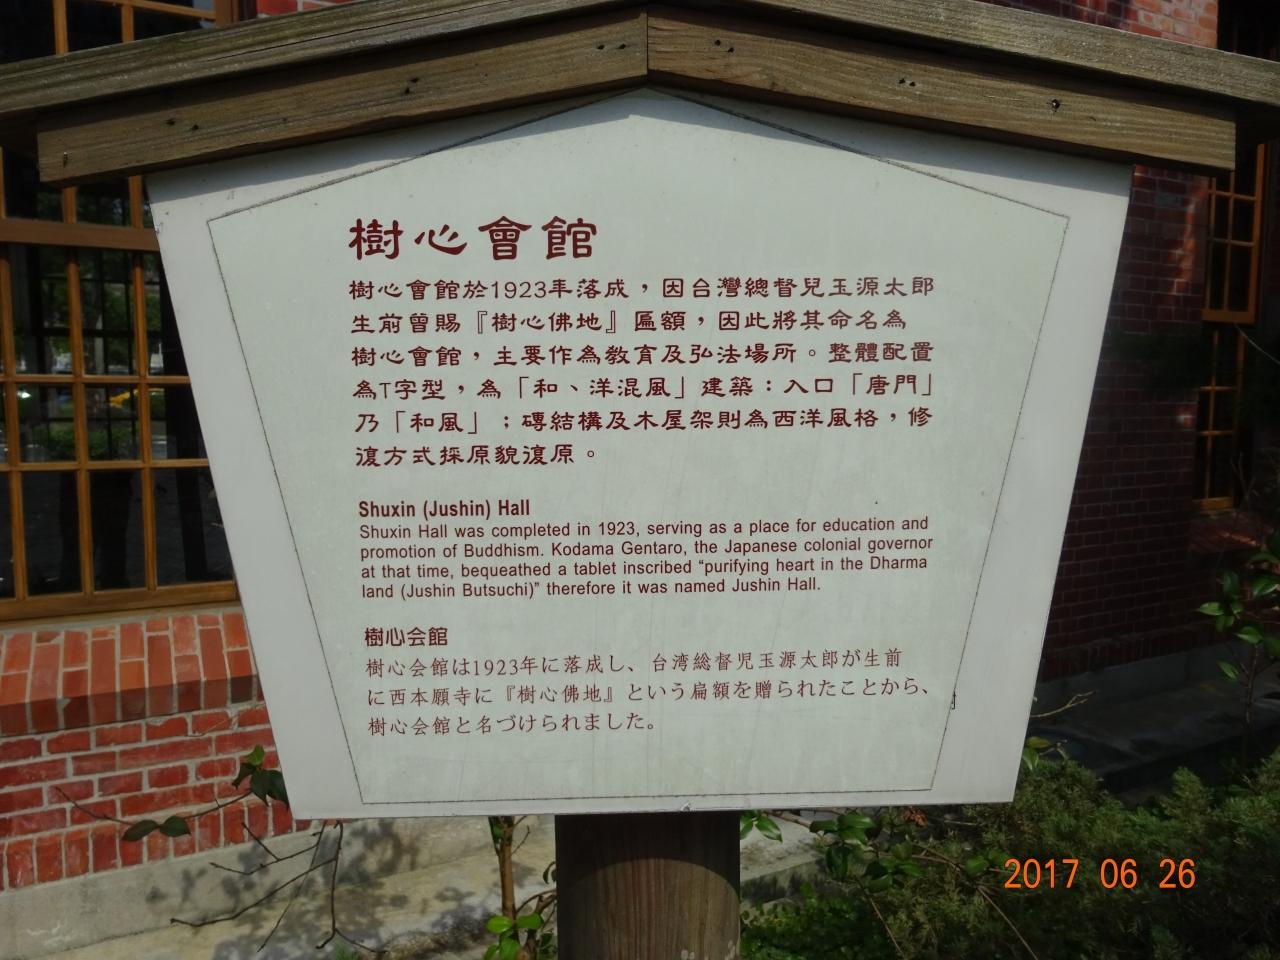 樹心會館
樹心會館於1923年落成，因台灣總督兒玉源太郎
生前曾賜『樹心佛地』匾額，因此將其命名為
樹心會館，主要作為教育及弘法場所。整體配置
為T字型，為「和、洋混風」建築：入口「唐門」
乃「和風」；磚結構及木屋架則為西洋風格，修
復方式採原貌復原。
Shuxin (Jushin) Hall
Shuxin Hall was completed in 1923, serving as a place for education and
promotion of Buddhism. Kodama Gentaro, the Japanese colonial governor
at that time, bequeathed a tablet inscribed “purifying heart in the Dharma
land (Jushin Butsuchi)” therefore it was named Jushin Hall.
樹心会館
樹心会館は1923年に落成し、台湾総督児玉源太郎が生前
に西本願寺に『樹心佛地』という扁額を贈られたことから、
樹心会館と名づけられました。
2017 06 26